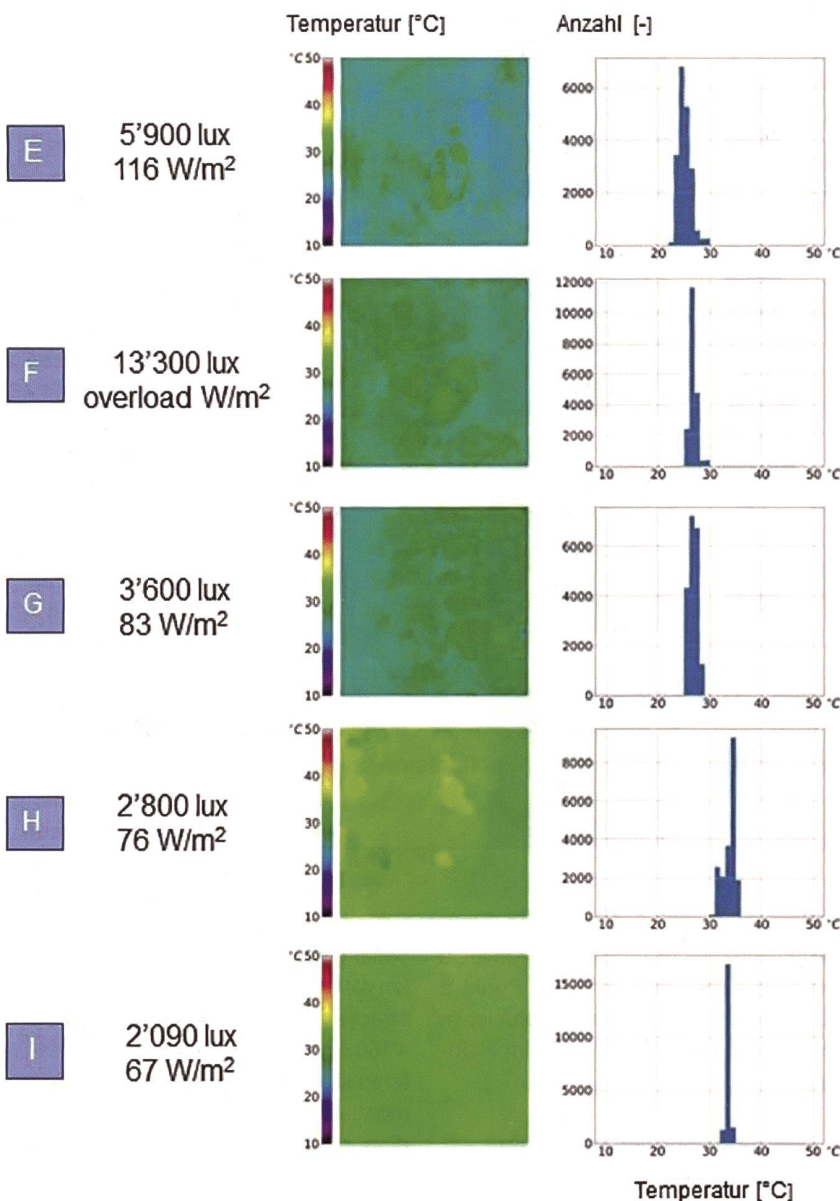 Temperatur [°C] Anzahl [-]
E
5'900 lux
116 W/m²
°C 50
40
30
20
10
6000
4000
2000
0
10 20 30 40 50 °C
F
13'300 lux
overload W/m²
°C 50
40
30
20
10
12000
10000
8000
6000
4000
2000
0
10 20 30 40 50 °C
G
3'600 lux
83 W/m²
°C 50
40
30
20
10
6000
4000
2000
0
10 20 30 40 50 °C
H
2'800 lux
76 W/m²
°C 50
40
30
20
10
8000
6000
4000
2000
0
10 20 30 40 50 °C
I
2'090 lux
67 W/m²
°C 50
40
30
20
10
15000
10000
5000
0
10 20 30 40 50 °C
Temperatur [°C]